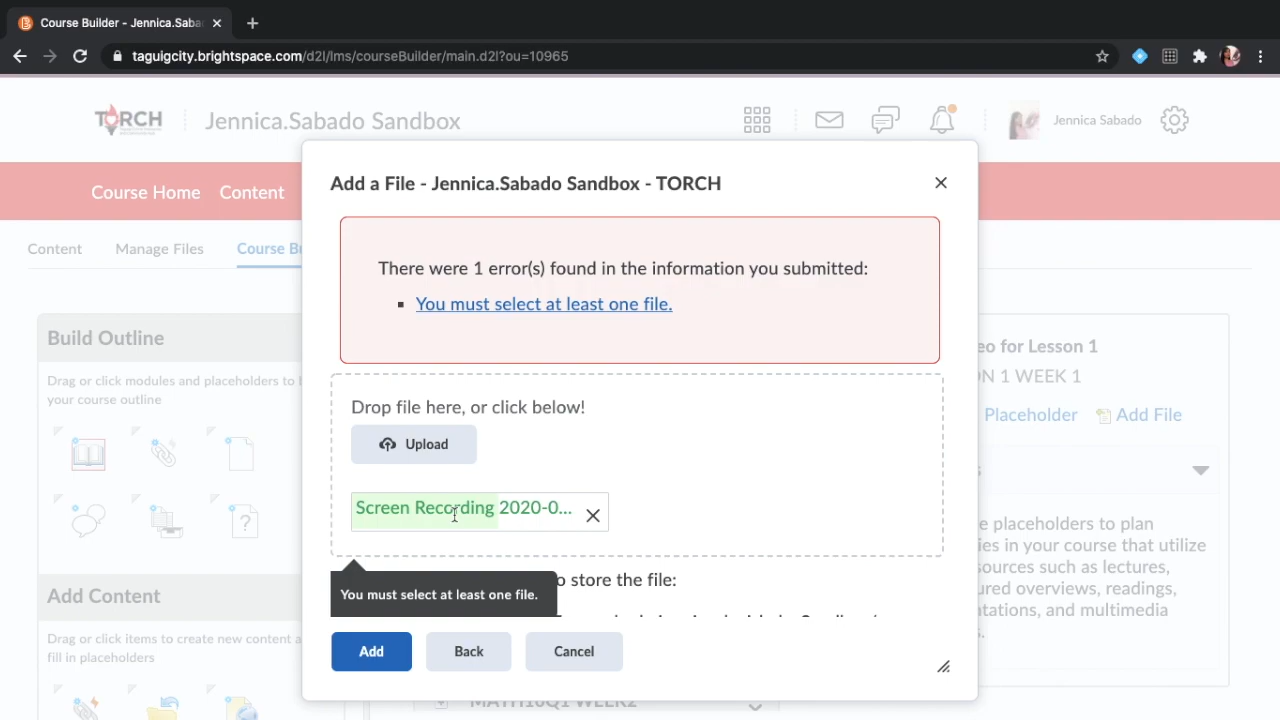 Course Builder - Jennica.Saba
taguigcity.brightspace.com/d2l/lms/courseBuilder/main.d2l?ou=10965
TORCH
Jennica.Sabado Sandbox
Jennica Sabado
Course Home
Content
Content
Manage Files
Course Bu
Add a File - Jennica.Sabado Sandbox - TORCH
There were 1 error(s) found in the information you submitted:
You must select at least one file.
Drop file here, or click below!
Upload
Screen Recording 2020-0...
You must select at least one file.
o store the file:
Add
Back
Cancel
Build Outline
Drag or click modules and placeholders to
your course outline
Add Content
Drag or click items to create new content a
fill in placeholders
eo for Lesson 1
N 1 WEEK 1
Placeholder
Add File
s
e placeholders to plan
ies in your course that utilize
sources such as lectures,
ured overviews, readings,
ntations, and multimedia
s.
MATH10Q1 WEEK2